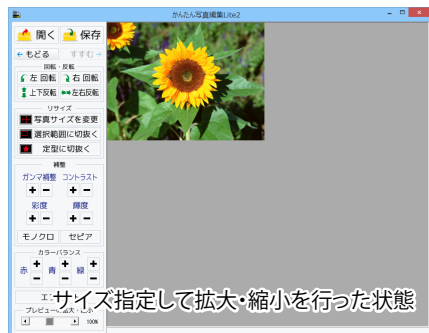 かんたん写真編集Lite2
開く 保存
←もどる すすむ→
回転・反転
左 回転 右 回転
上下反転 左右反転
リサイズ
写真サイズを変更
選択範囲に切抜く
定型に切抜く
補整
ガンマ補整 コントラスト
+ - + -
彩度 輝度
+ - + -
モノクロ セピア
カラーバランス
赤 + - 青 + - 緑 + -
サイズ指定して拡大・縮小を行った状態
100%